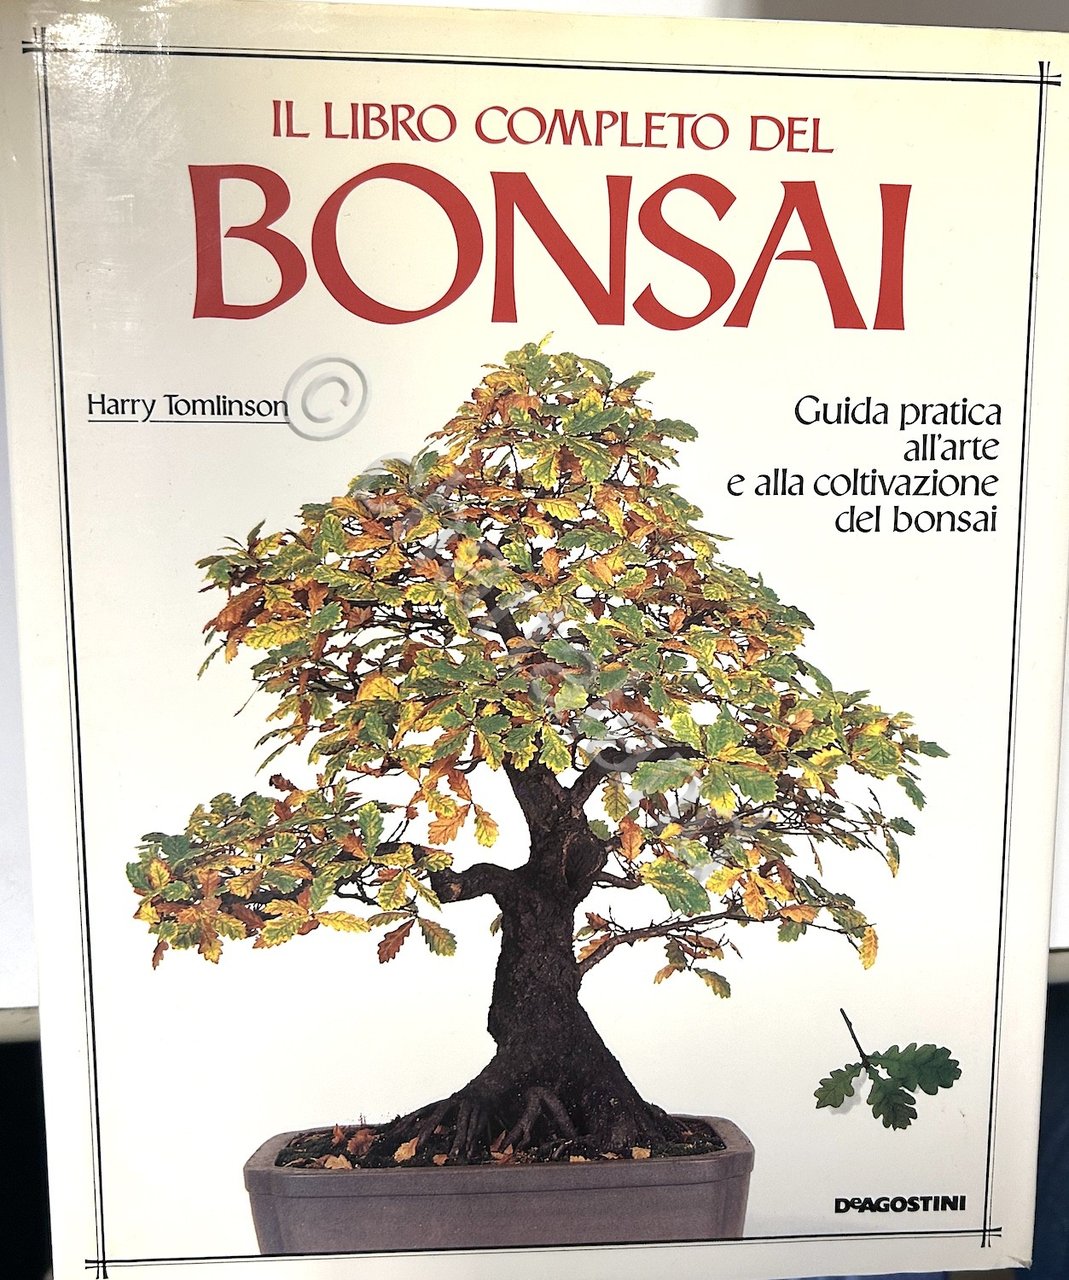 IL LIBRO COMPLETO DEL
BONSAI
Harry Tomlinson
Guida pratica
all'arte
e alla coltivazione
del bonsai
DeAGOSTINI